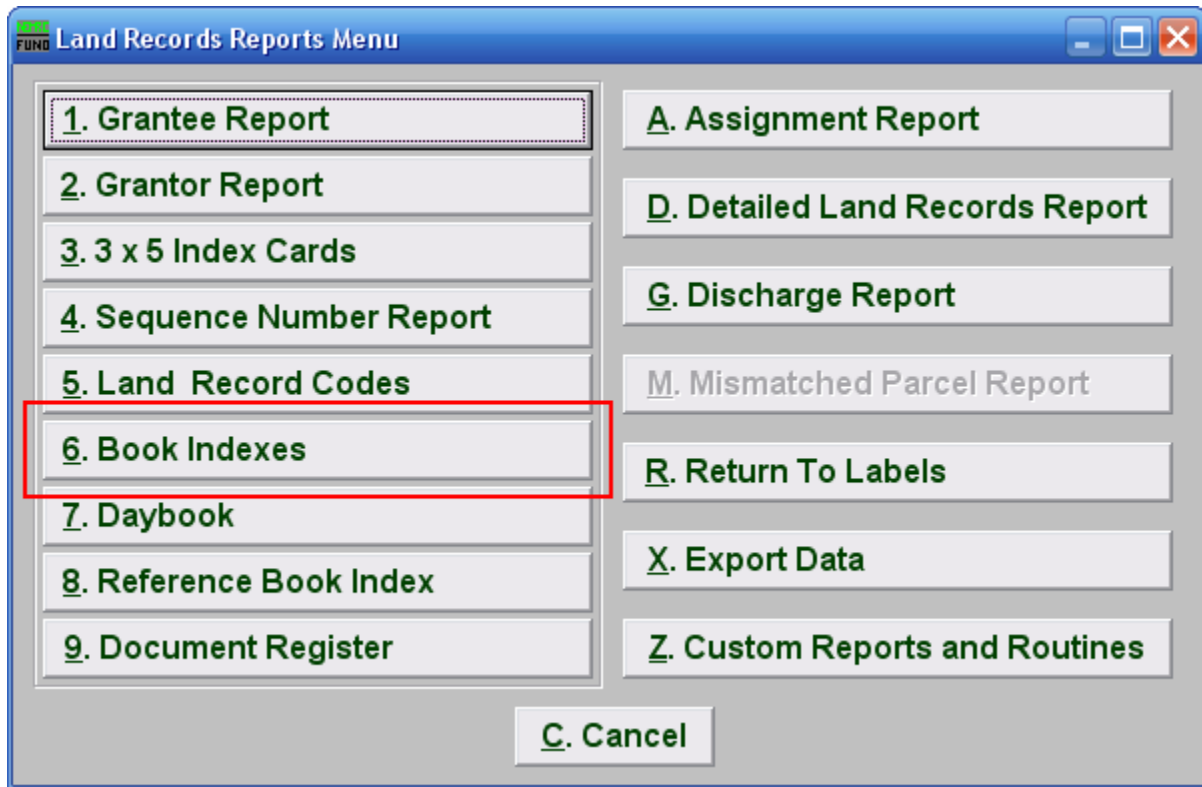 FUND Land Records Reports Menu
1. Grantee Report
2. Grantor Report
3. 3 x 5 Index Cards
4. Sequence Number Report
5. Land Record Codes
6. Book Indexes
7. Daybook
8. Reference Book Index
9. Document Register
A. Assignment Report
D. Detailed Land Records Report
G. Discharge Report
M. Mismatched Parcel Report
R. Return To Labels
X. Export Data
Z. Custom Reports and Routines
C. Cancel